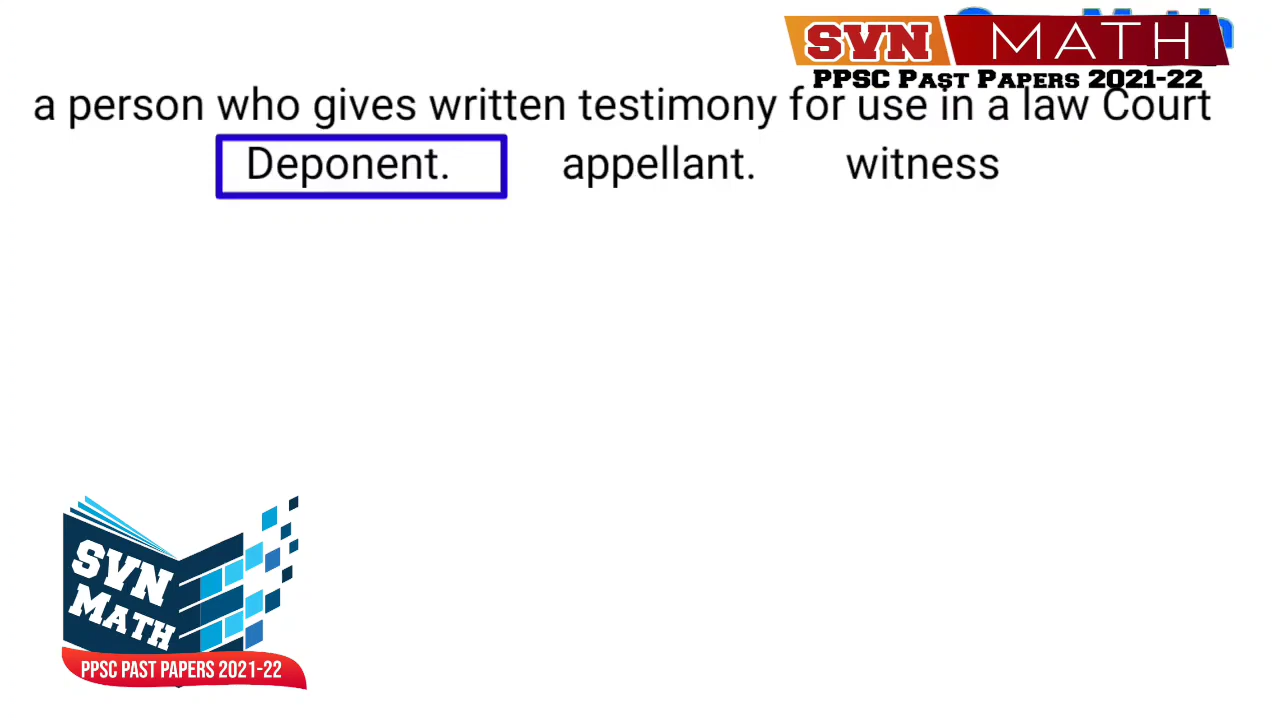 SVN MATH
PPSC PAST PAPERS 2021-22
a person who gives written testimony for use in a law Court
Deponent. appellant. witness
SVN
MATH
PPSC PAST PAPERS 2021-22